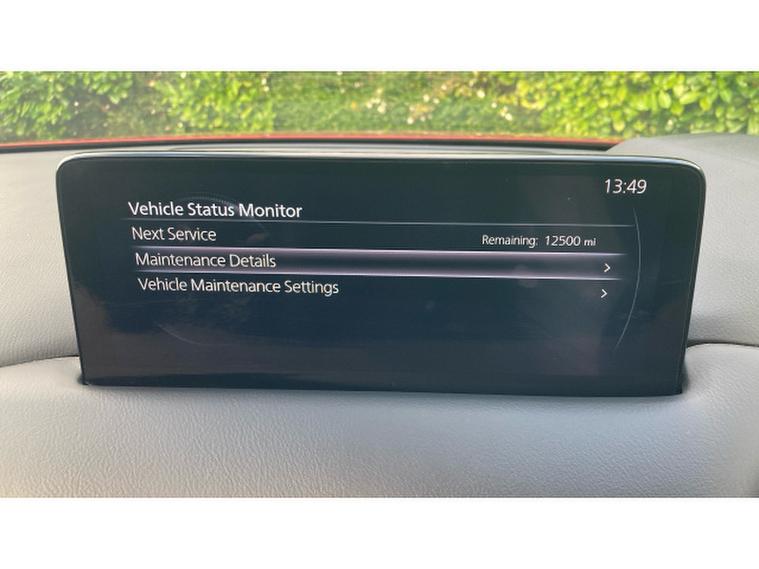 13:49
Vehicle Status Monitor
Next Service Remaining: 12500 mi
Maintenance Details
Vehicle Maintenance Settings